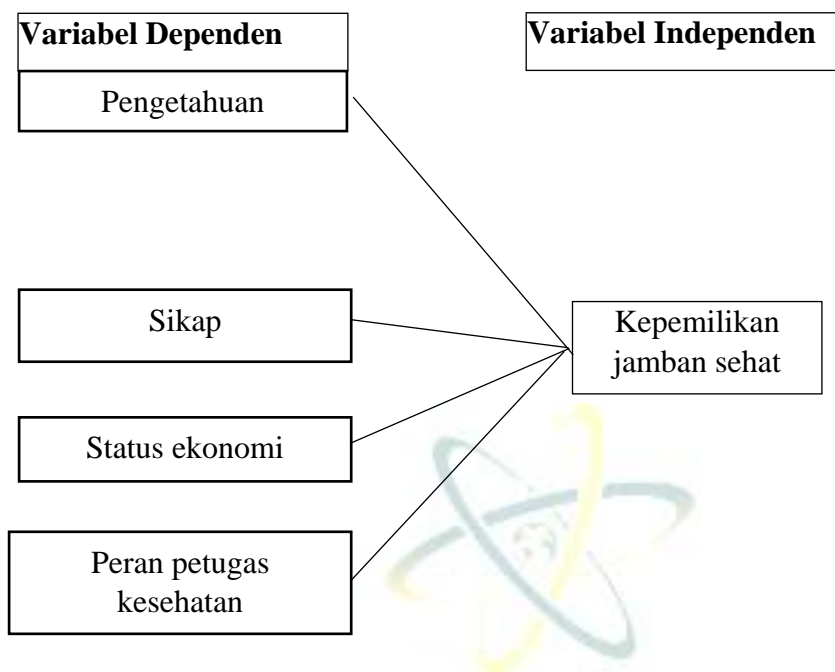 Variabel Dependen
Variabel Independen
Pengetahuan
Sikap
Kepemilikan
jamban sehat
Status ekonomi
Peran petugas
kesehatan